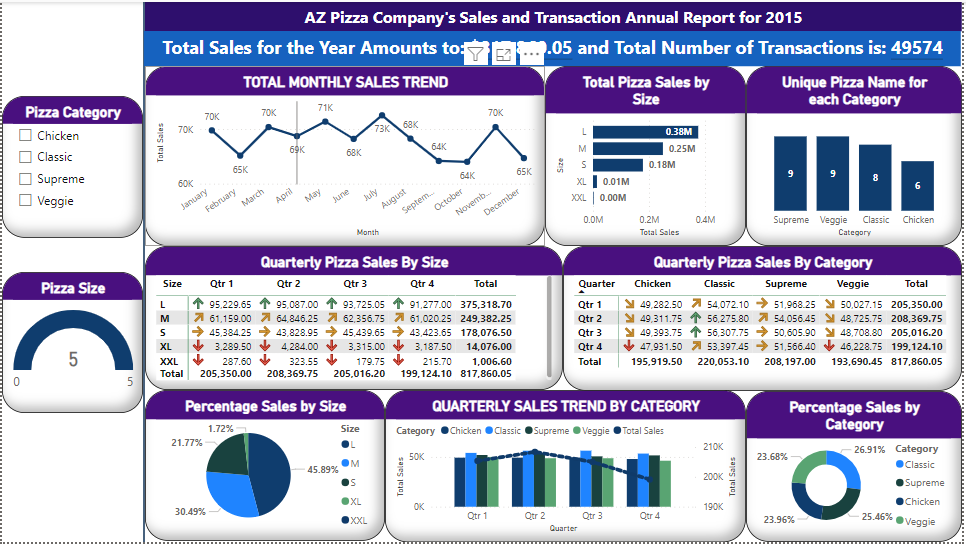 AZ Pizza Company's Sales and Transaction Annual Report for 2015
Total Sales for the Year Amounts to: .05 and Total Number of Transactions is: 49574
Pizza Category
Chicken
Classic
Supreme
Veggie
Pizza Size
5
0
5
TOTAL MONTHLY SALES TREND
Total Sales
70K
60K
70K
65K
70K
69K
71K
68K
73K
68K
64K
64K
70K
65K
January
February
March
April
May
June
July
August
Septem...
October
Novemb...
December
Month
Total Pizza Sales by
Size
Size
L 0.38M
M 0.25M
S 0.18M
XL 0.01M
XXL 0.00M
0.0M 0.2M 0.4M
Total Sales
Unique Pizza Name for
each Category
9 9 8 6
Supreme Veggie Classic Chicken
Category
Quarterly Pizza Sales By Size
Size Qtr 1 Qtr 2 Qtr 3 Qtr 4 Total
L 95,229.65 95,087.00 93,725.05 91,277.00 375,318.70
M 61,159.00 64,846.25 62,356.75 61,020.25 249,382.25
S 45,384.25 43,828.95 45,439.65 43,423.65 178,076.50
XL 3,289.50 4,284.00 3,315.00 3,187.50 14,076.00
XXL 287.60 323.55 179.75 215.70 1,006.60
Total 205,350.00 208,369.75 205,016.20 199,124.10 817,860.05
Quarterly Pizza Sales By Category
Quarter Chicken Classic Supreme Veggie Total
Qtr 1 49,282.50 54,072.10 51,968.25 50,027.15 205,350.00
Qtr 2 49,311.75 56,275.80 54,056.45 48,725.75 208,369.75
Qtr 3 49,393.75 56,307.75 50,605.90 48,708.80 205,016.20
Qtr 4 47,931.50 53,397.45 51,566.40 46,228.75 199,124.10
Total 195,919.50 220,053.10 208,197.00 193,690.45 817,860.05
Percentage Sales by Size
1.72%
21.77%
45.89%
30.49%
Size
L
M
S
XL
XXL
QUARTERLY SALES TREND BY CATEGORY
Category Chicken Classic Supreme Veggie Total Sales
Total Sales
50K
0K
Qtr 1 Qtr 2 Qtr 3 Qtr 4
Quarter
210K
200K
190K
Total Sales
Percentage Sales by
Category
26.91%
25.46%
23.96%
23.68%
Category
Classic
Supreme
Chicken
Veggie